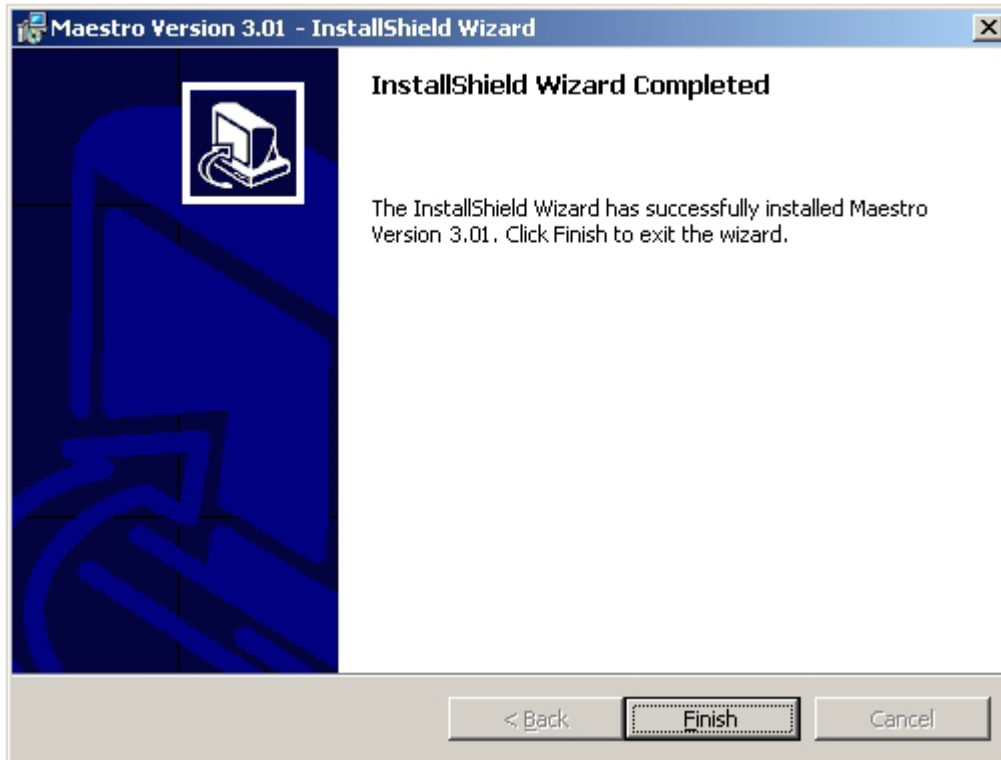 Maestro Version 3.01 - InstallShield Wizard
InstallShield Wizard Completed
The InstallShield Wizard has successfully installed Maestro
Version 3.01. Click Finish to exit the wizard.
< Back
Finish
Cancel